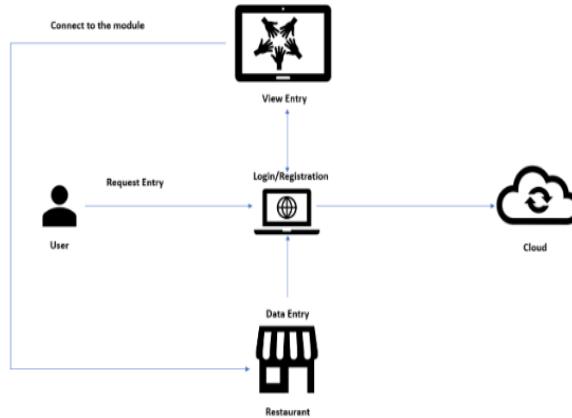 Connect to the module
View Entry
Login/Registration
Request Entry
User
Cloud
Data Entry
Restaurant